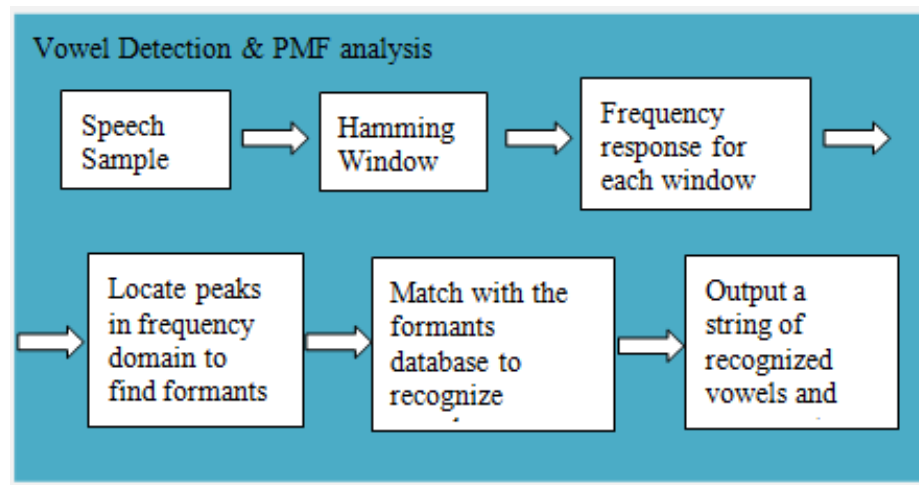 Vowel Detection & PMF analysis
Speech
Sample
Hamming
Window
Frequency
response for
each window
Locate peaks
in frequency
domain to
find formants
Match with the
formants
database to
recognize
Output a
string of
recognized
vowels and